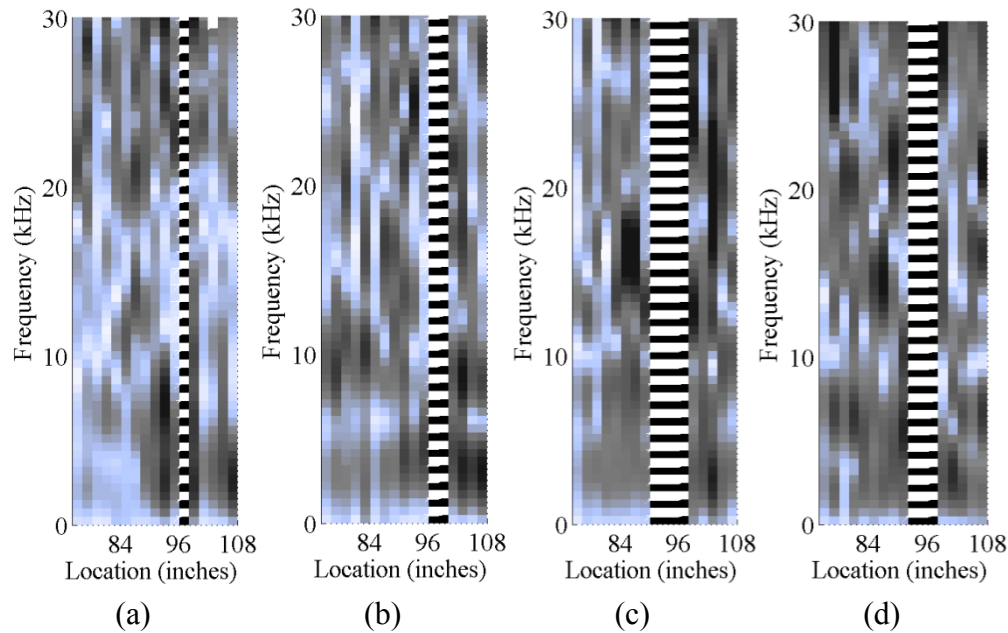 30 30 30 30
20 20 20 20
10 10 10 10
0 0 0 0
Frequency (kHz) Frequency (kHz) Frequency (kHz) Frequency (kHz)
84 96 108 84 96 108 84 96 108 84 96 108
Location (inches) Location (inches) Location (inches) Location (inches)
(a) (b) (c) (d)